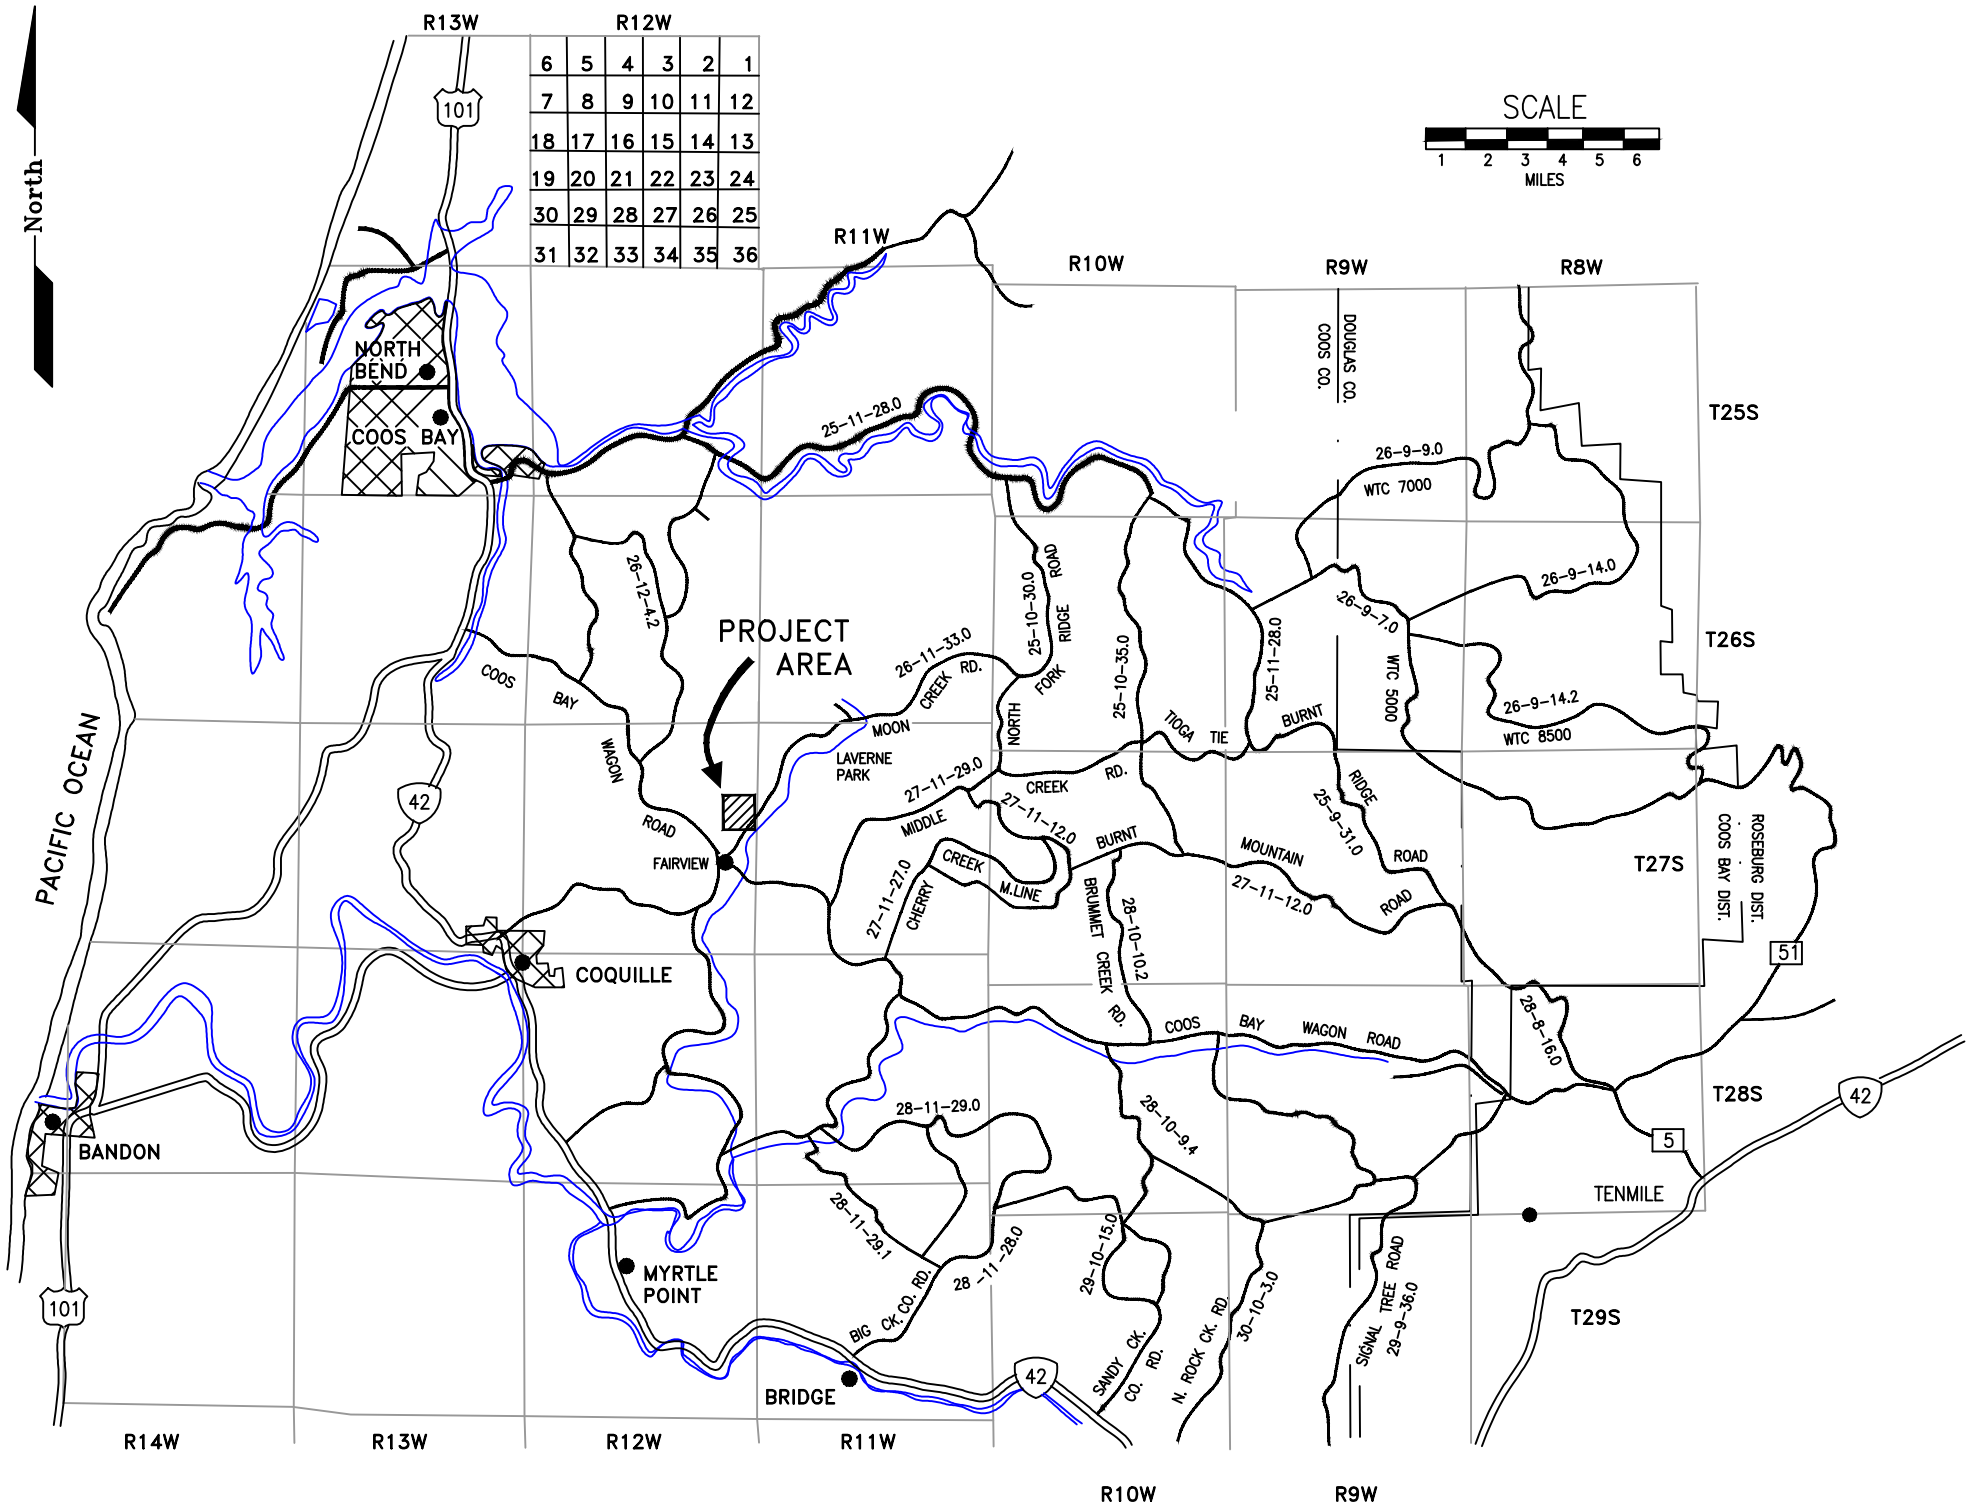 R13W
R12W
6 5 4 3 2 1
7 8 9 10 11 12
18 17 16 15 14 13
19 20 21 22 23 24
30 29 28 27 26 25
31 32 33 34 35 36
101
North
SCALE
1 2 3 4 5 6
MILES
R11W
R10W
R9W
R8W
DOUGLAS CO.
COOS CO.
NORTH
BEND
COOS BAY
25-11-28.0
T25S
26-9-9.0
WTC 7000
26-12-4.2
PROJECT
AREA
26-9-14.0
26-9-7.0
T26S
25-10-30.0
NORTH FORK RIDGE ROAD
25-10-35.0
25-11-28.0
WTC 5000
26-9-14.2
WTC 8500
26-11-33.0
MOON CREEK RD.
LAVERNE
PARK
COOS BAY WAGON ROAD
PACIFIC OCEAN
42
TIOGA TIE
BURNT RIDGE ROAD
25-9-31.0
27-11-29.0
MIDDLE CREEK RD.
27-11-12.0
FAIRVIEW
CREEK
M.LINE
27-11-27.0
CHERRY
BURNT MOUNTAIN ROAD
27-11-12.0
BRUMMET CREEK RD.
28-10-10.2
T27S
ROSEBURG DIST.
COOS BAY DIST.
51
COQUILLE
COOS BAY WAGON ROAD
28-8-16.0
T28S
42
BANDON
28-11-29.0
28-10-9.4
5
TENMILE
28-11-29.1
28-11-28.0
29-10-15.0
MYRTLE
POINT
BIG CK. CO. RD.
101
N. ROCK CK. RD.
30-10-3.0
SIGNAL TREE ROAD
29-9-36.0
T29S
SANDY CK.
CO. RD.
42
BRIDGE
R14W
R13W
R12W
R11W
R10W
R9W